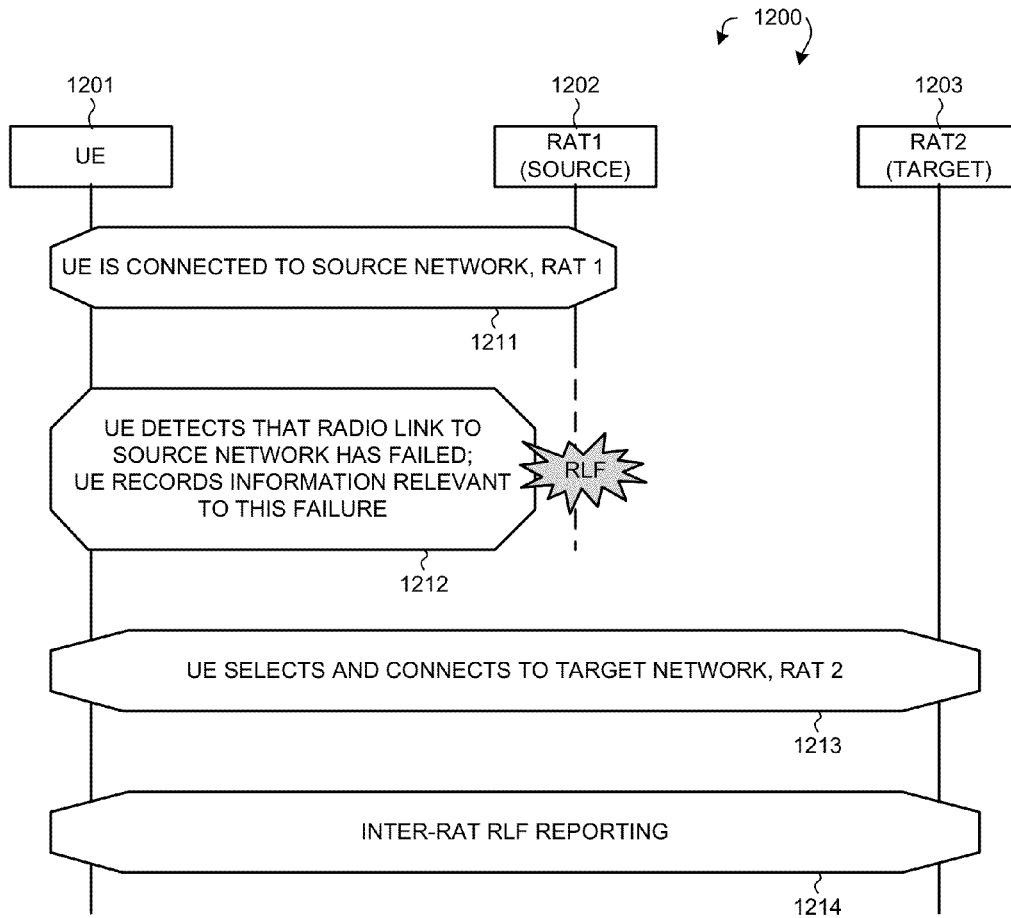 1200
1201
1202
1203
UE
RAT1
(SOURCE)
RAT2
(TARGET)
UE IS CONNECTED TO SOURCE NETWORK, RAT 1
1211
UE DETECTS THAT RADIO LINK TO
SOURCE NETWORK HAS FAILED;
UE RECORDS INFORMATION RELEVANT
TO THIS FAILURE
RLF
1212
UE SELECTS AND CONNECTS TO TARGET NETWORK, RAT 2
1213
INTER-RAT RLF REPORTING
1214